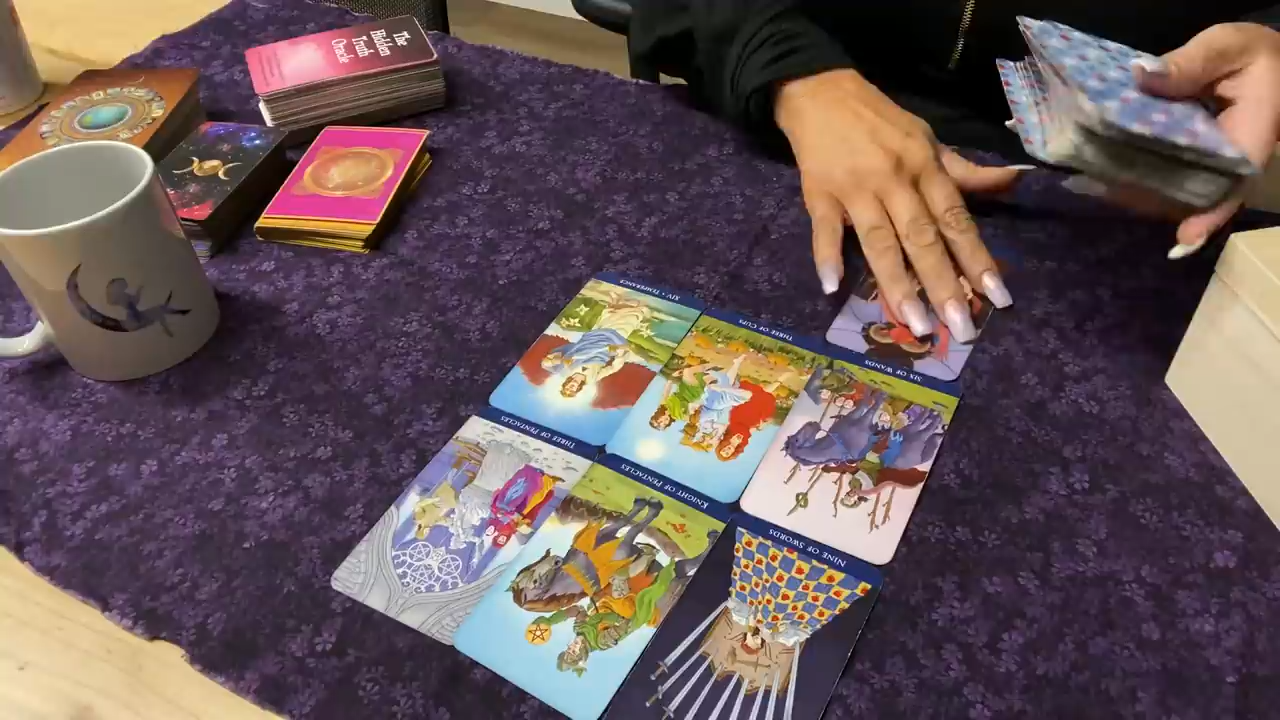 The
Hidden
Truth
Oracle
XIV • TEMPERANCE
THREE OF CUPS
SIX OF WANDS
THREE OF PENTACLES
KNIGHT OF PENTACLES
NINE OF SWORDS